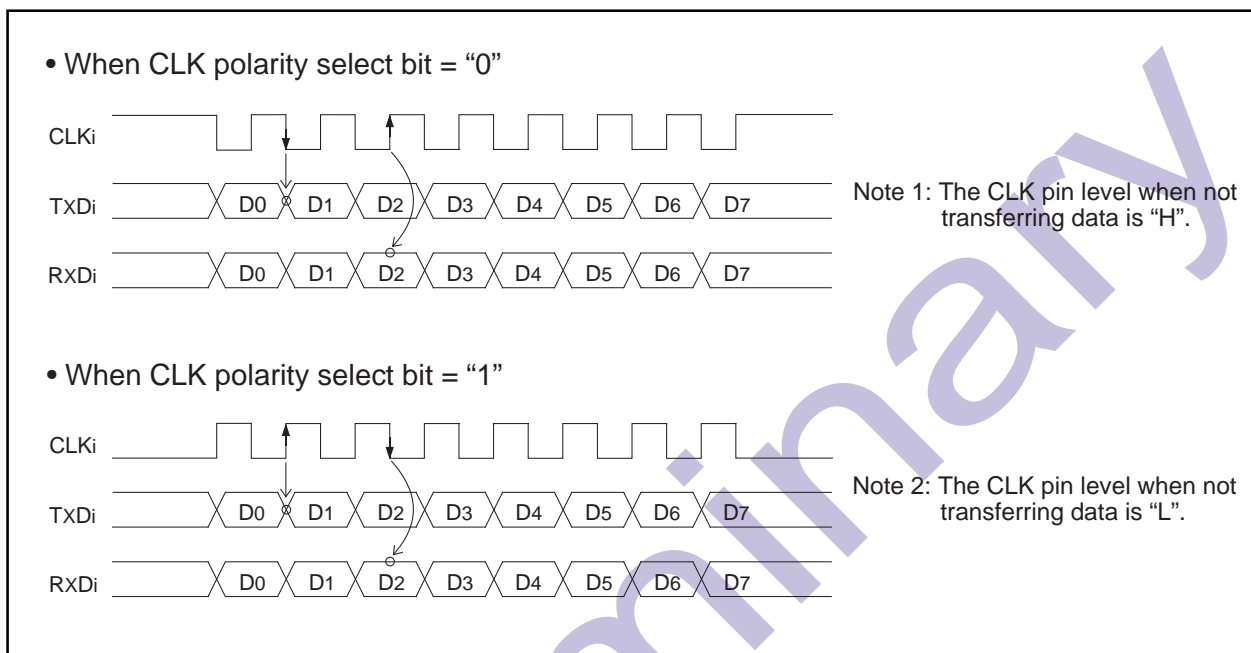 • When CLK polarity select bit = “0”
CLKi
TXDi D0 D1 D2 D3 D4 D5 D6 D7
Note 1: The CLK pin level when not
transferring data is “H”.
RXDi D0 D1 D2 D3 D4 D5 D6 D7
• When CLK polarity select bit = “1”
CLKi
TXDi D0 D1 D2 D3 D4 D5 D6 D7
Note 2: The CLK pin level when not
transferring data is “L”.
RXDi D0 D1 D2 D3 D4 D5 D6 D7
minary